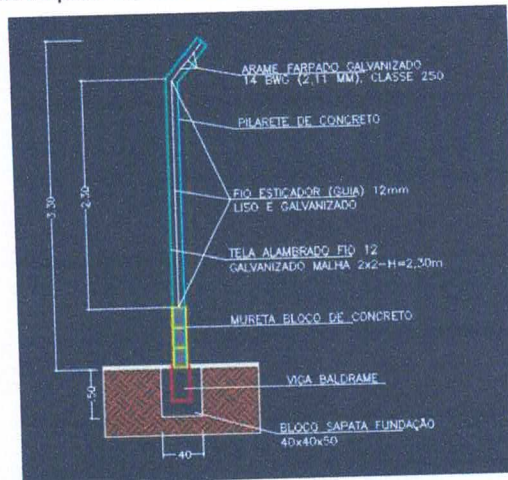 ARAME FARPADO GALVANIZADO
14 BWG (2,11 MM), CLASSE 250
PILARETE DE CONCRETO
3.30
2.30
FIO ESTICADOR (GUIA) 12mm
LISO E GALVANIZADO
TELA ALAMBRADO FIO 12
GALVANIZADO MALHA 2x2-H=2,30m
MURETA BLOCO DE CONCRETO
VIGA BALDRAME
.50
BLOCO SAPATA FUNDAÇÃO
40x40x50
.40